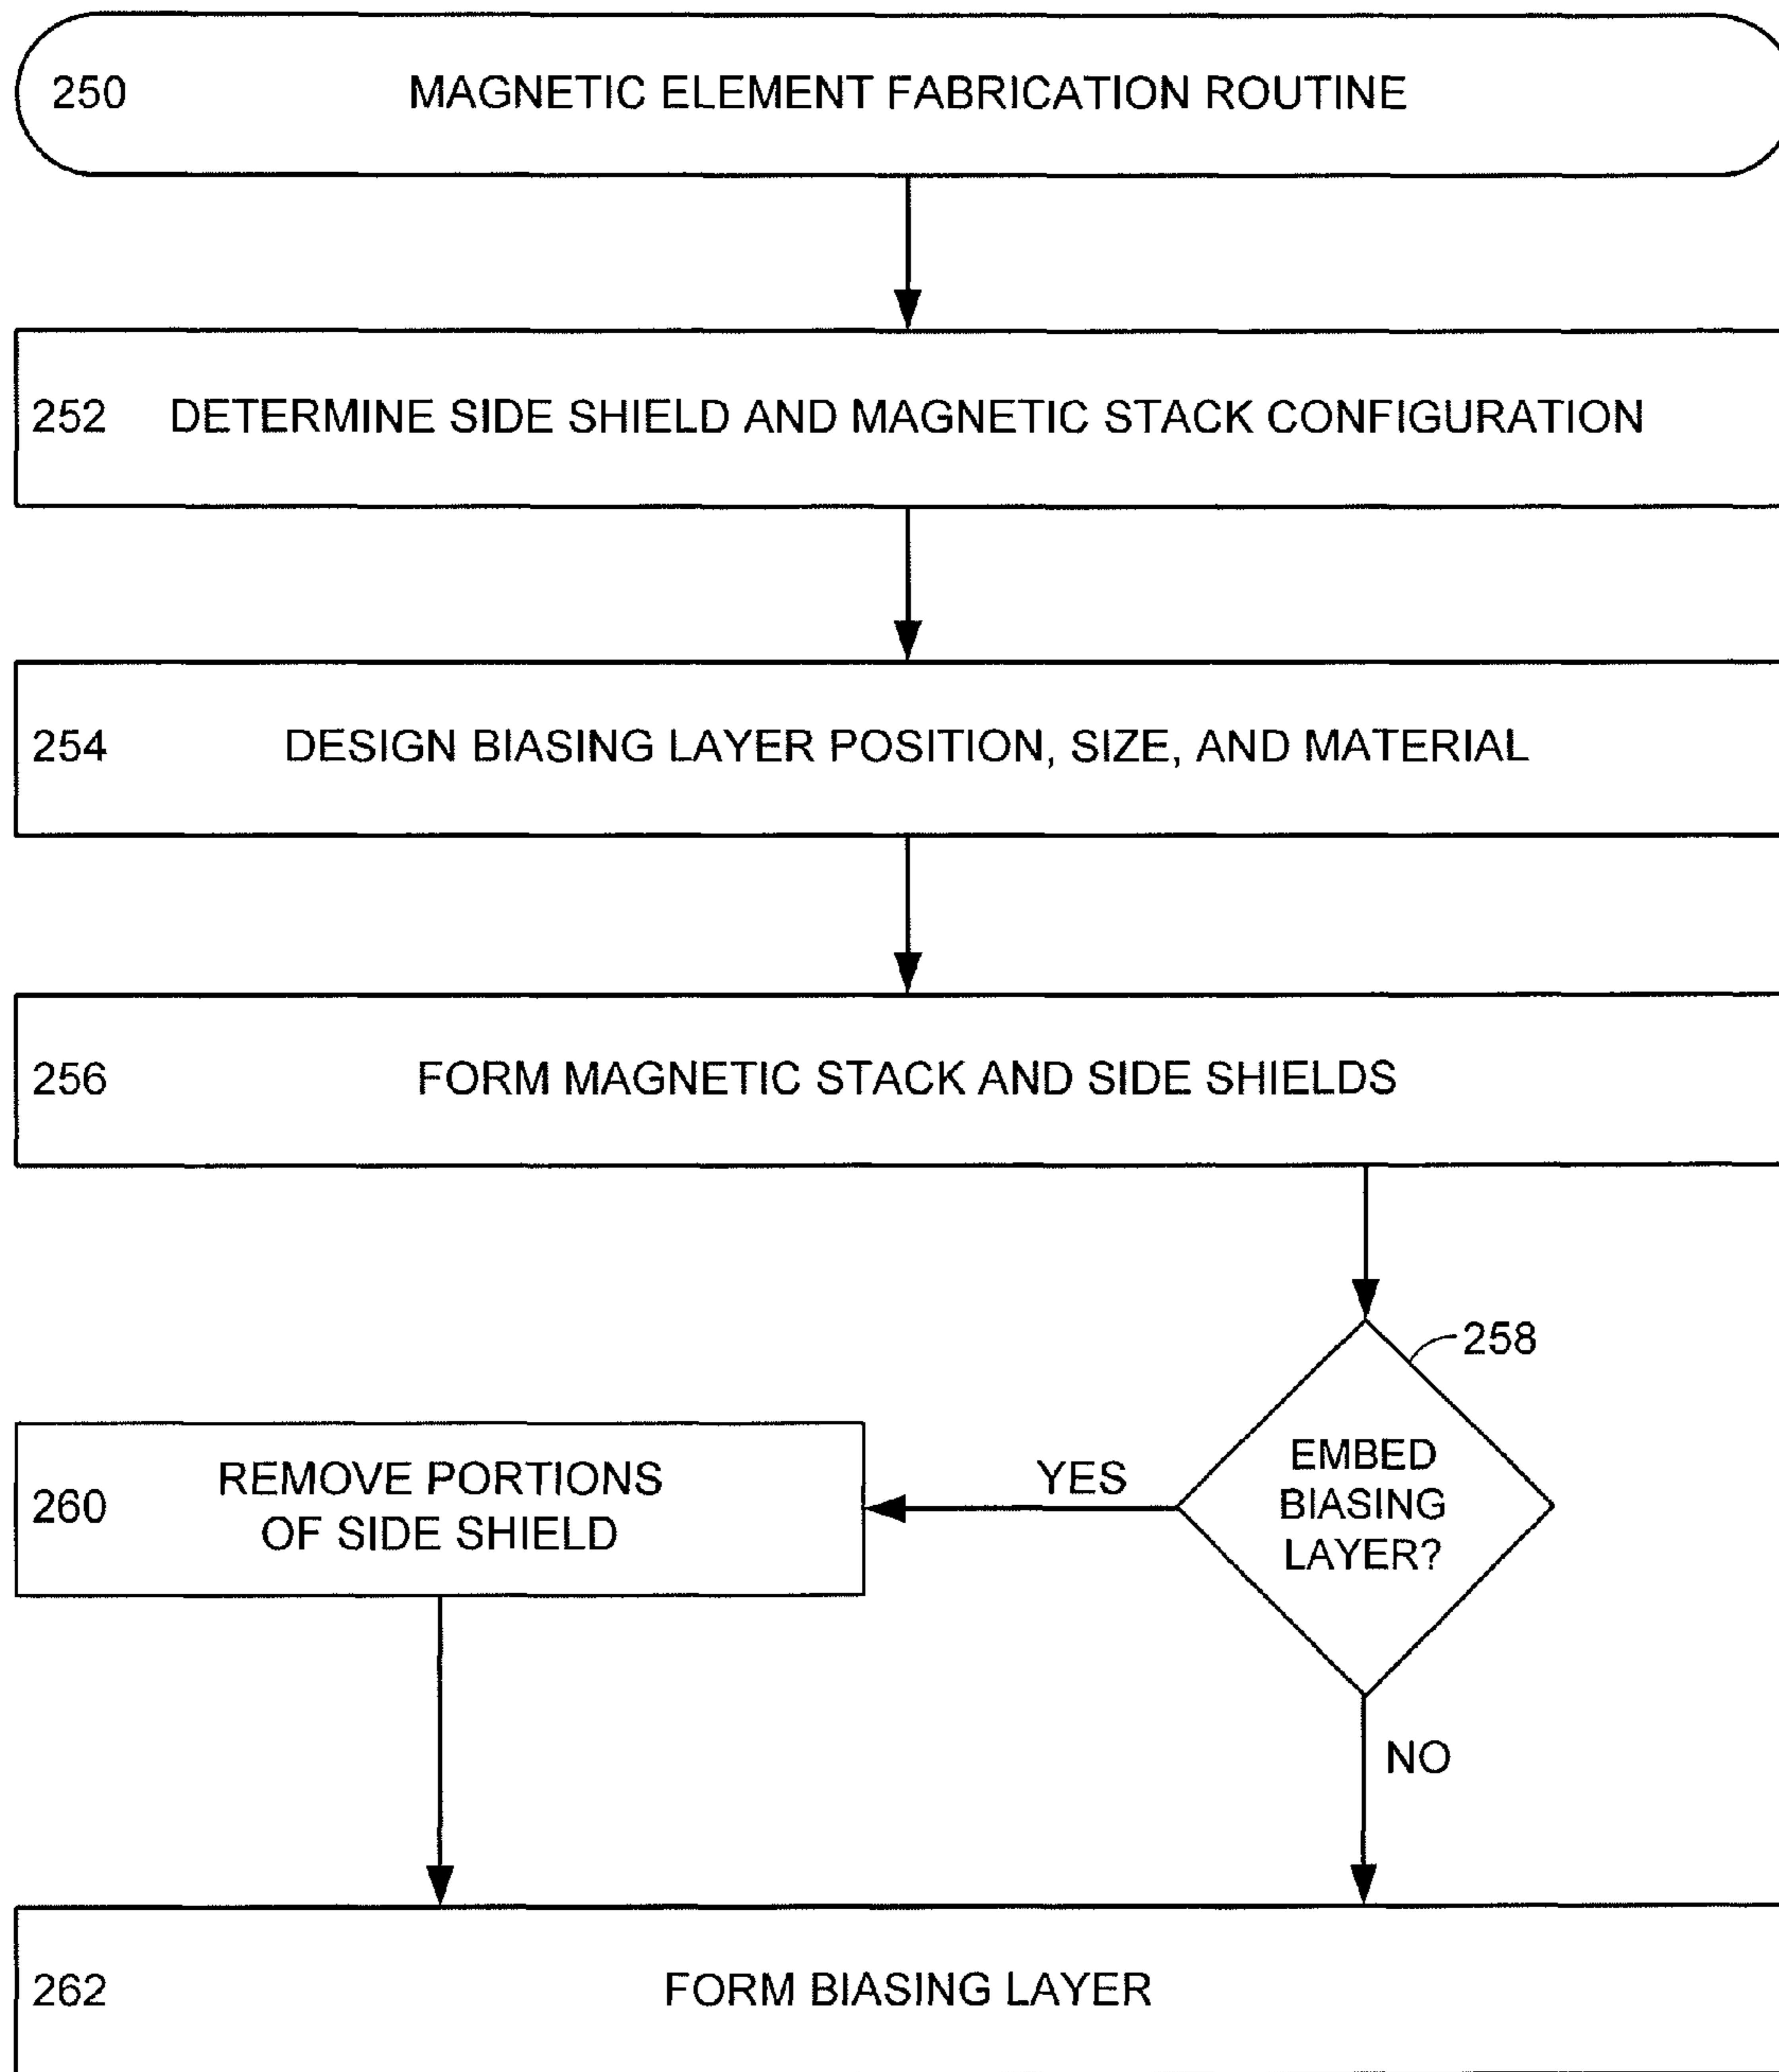 250 MAGNETIC ELEMENT FABRICATION ROUTINE
252 DETERMINE SIDE SHIELD AND MAGNETIC STACK CONFIGURATION
254 DESIGN BIASING LAYER POSITION, SIZE, AND MATERIAL
256 FORM MAGNETIC STACK AND SIDE SHIELDS
258
EMBED
BIASING
LAYER?
YES
260
REMOVE PORTIONS
OF SIDE SHIELD
NO
262 FORM BIASING LAYER